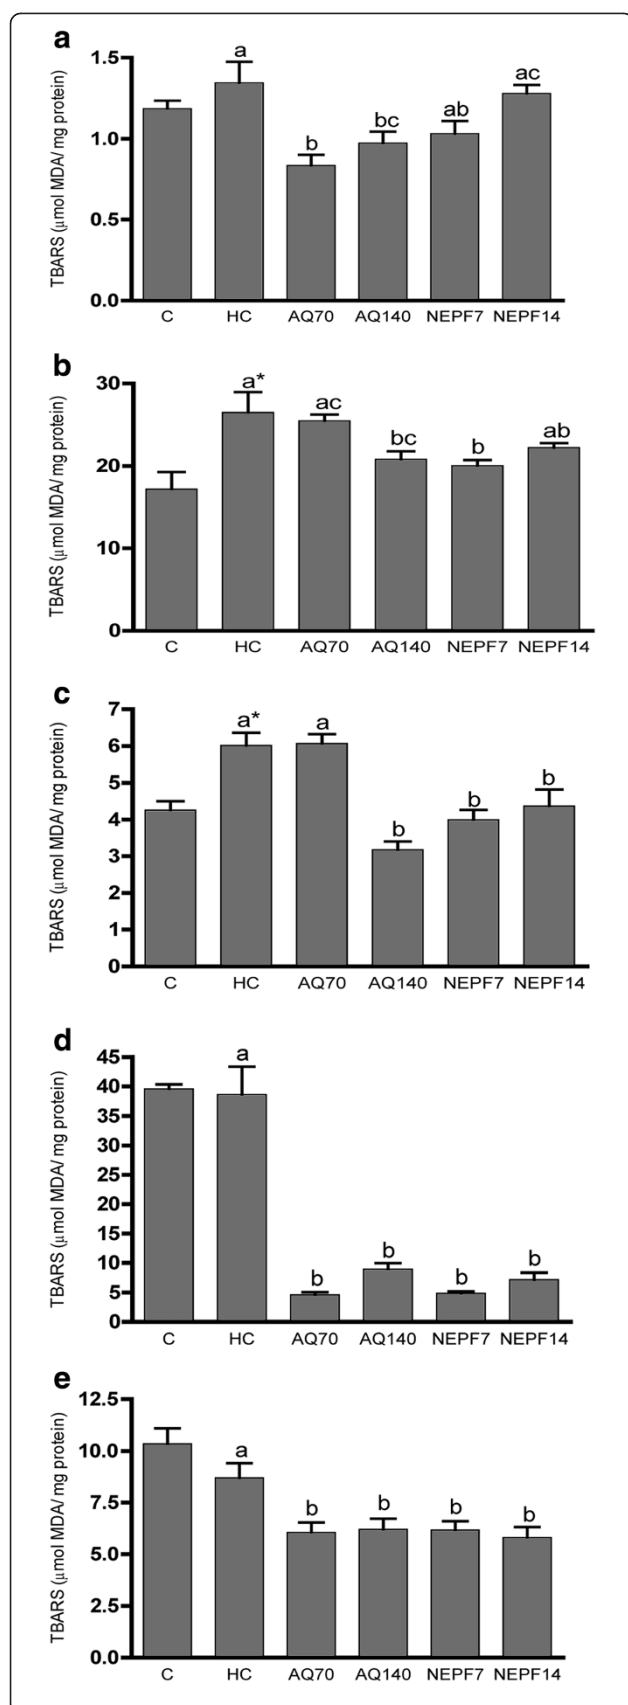 a
TBARS (µmol MDA/mg protein)
1.5
1.0
0.5
0.0
a
b
bc
ab
ac
C HC AQ70 AQ140 NEPF7 NEPF14
b
TBARS (µmol MDA/mg protein)
30
20
10
0
a*
ac
bc
b
ab
C HC AQ70 AQ140 NEPF7 NEPF14
c
TBARS (µmol MDA/mg protein)
7
6
5
4
3
2
1
0
a*
a
b
b
b
C HC AQ70 AQ140 NEPF7 NEPF14
d
TBARS (µmol MDA/mg protein)
45
40
35
30
25
20
15
10
5
0
a
b
b
b
b
C HC AQ70 AQ140 NEPF7 NEPF14
e
TBARS (µmol MDA/mg protein)
12.5
10.0
7.5
5.0
2.5
0.0
a
b
b
b
b
C HC AQ70 AQ140 NEPF7 NEPF14